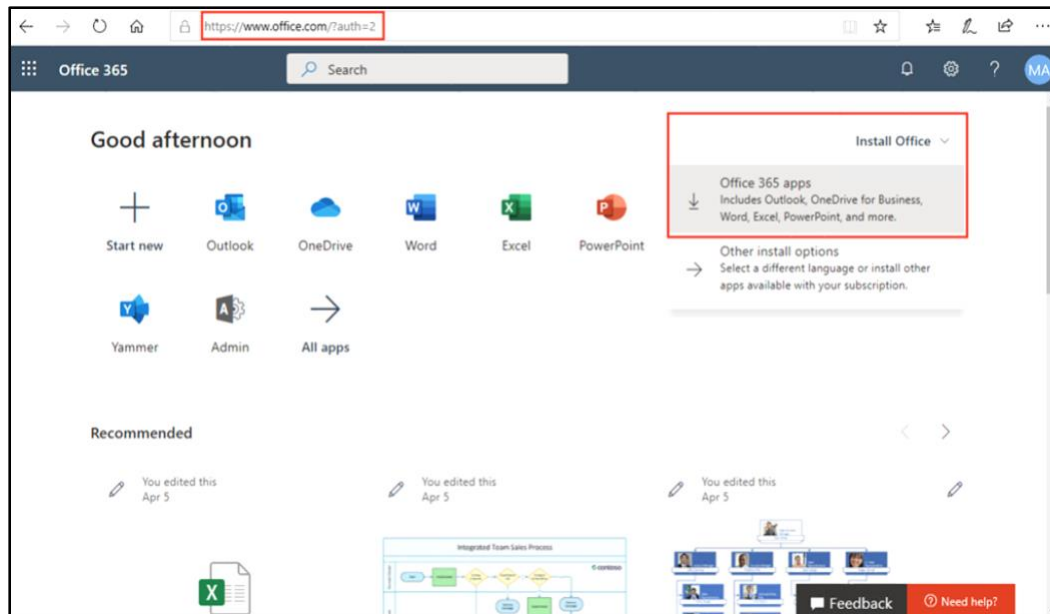 https://www.office.com/?auth=2
Office 365
Search
MA
Good afternoon
Install Office
Office 365 apps
Includes Outlook, OneDrive for Business,
Word, Excel, PowerPoint, and more.
Other install options
Select a different language or install other
apps available with your subscription.
Start new
Outlook
OneDrive
Word
Excel
PowerPoint
Yammer
Admin
All apps
Recommended
You edited this
Apr 5
You edited this
Apr 5
You edited this
Apr 5
Integrated Team Sales Process
contoso
Feedback
Need help?